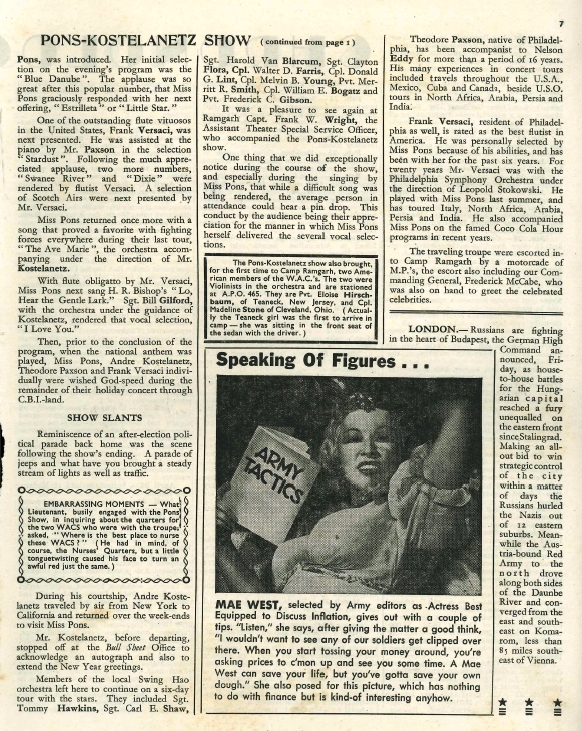 7
PONS-KOSTELANETZ SHOW (continued from page 1)
Pons, was introduced. Her initial selec-
tion on the evening's program was the
"Blue Danube". The applause was so
great after this popular number, that Miss
Pons graciously responded with her next
offering, "Estrilleta" or "Little Star."
One of the outstanding flute vituosos
in the United States, Frank Versaci, was
next presented. He was assisted at the
piano by Mr. Paxson in the selection
"Stardust". Following the much appre-
ciated applause, two more numbers,
"Swanee River" and "Dixie" were
rendered by flutist Versaci. A selection
of Scotch Airs were next presented by
Mr. Versaci.
Miss Pons returned once more with a
song that proved a favorite with fighting
forces everywhere during their last tour,
"The Ave Marie", the orchestra accom-
panying under the direction of Mr.
Kostelanetz.
With flute obligatto by Mr. Versaci,
Miss Pons next sang H. R. Bishop's "Lo,
Hear the Gentle Lark." Sgt. Bill Gilford,
with the orchestra under the guidance of
Kostelanetz, rendered that vocal selection,
"I Love You."
Then, prior to the conclusion of the
program, when the national anthem was
played, Miss Pons, Andre Kostelanetz,
Theodore Paxson and Frank Versaci indivi-
dually were wished God-speed during the
remainder of their holiday concert through
C.B.I.-land.
SHOW SLANTS
Reminiscence of an after-election poli-
tical parade back home was the scene
following the show's ending. A parade of
jeeps and what have you brought a steady
stream of lights as well as traffic.
EMBARRASSING MOMENTS — What
Lieutenant, busily engaged with the Pons
Show, in inquiring about the quarters for
the two WACS who were with the troupe,
asked, "Where is the best place to nurse
these WACS?" (He had in mind, of
course, the Nurses' Quarters, but a little
tonguetwisting caused his face to turn an
awful red just the same.)
During his courtship, Andre Koste-
lanetz traveled by air from New York to
California and returned over the week-ends
to visit Miss Pons.
Mr. Kostelanetz, before departing,
stopped off at the Bull Sheet Office to
acknowledge an autograph and also to
extend the New Year greetings.
Members of the local Swing Hao
orchestra left here to continue on a six-day
tour with the stars. They included Sgt.
Tommy Hawkins, Sgt. Carl E. Shaw,
Sgt. Harold Van Blarcum, Sgt. Clayton
Flora, Cpl. Walter D. Farris, Cpl. Donald
G. Lint, Cpl. Melvin B. Young, Pvt. Mer-
ritt R. Smith, Cpl. William E. Bogatz and
Pvt. Frederick C. Gibson.
It was a pleasure to see again at
Ramgarh Capt. Frank W. Wright, the
Assistant Theater Special Service Officer,
who accompanied the Pons-Kostelanetz
show.
One thing that we did exceptionally
notice during the course of the show,
and especially during the singing by
Miss Pons, that while a difficult song was
being rendered, the average person in
attendance could hear a pin drop. This
conduct by the audience being their appre-
ciation for the manner in which Miss Pons
herself delivered the several vocal selec-
tions.
The Pons-Kostelanetz show also brought,
for the first time to Camp Ramgarh, two Ame-
rican members of the W.A.C.'s. The two were
Violinists in the orchestra and are stationed
at A.P.O. 465. They are Pvt. Eloise Hirsch-
baum, of Teaneck, New Jersey, and Cpl.
Madeline Stone of Cleveland, Ohio. (Actual-
ly the Teaneck girl was the first to arrive in
camp — she was sitting in the front seat
of the sedan with the driver.)
Theodore Paxson, native of Philadel-
phia, has been accompanist to Nelson
Eddy for more than a period of 16 years.
His many experiences in concert tours
included travels throughout the U.S.A.,
Mexico, Cuba and Canada, beside U.S.O.
tours in North Africa, Arabia, Persia
and India.
Frank Versaci, resident of Philadel-
phia as well, is rated as the best flutist in
America. He was personally selected by
Miss Pons because of his abilities, and has
been with her for the past six years. For
twenty years Mr. Versaci was with the
Philadelphia Symphony Orchestra under
the direction of Leopold Stokowski. He
played with Miss Pons last summer, and
has toured Italy, North Africa, Arabia,
Persia and India. He also accompanied
Miss Pons on the famed Coco Cola Hour
programs in recent years.
The traveling troupe were escorted in-
to Camp Ramgarh by a motorcade of
M.P.'s, the escort also including our Com-
manding General, Frederick McCabe, who
was also on hand to greet the celebrated
celebrities.
LONDON.— Russians are fighting
in the heart of Budapest, the German High
Command an-
nounced, Fri-
day, as house-
to-house battles
for the Hung-
arian capital
reached a fury
unequalled on
the eastern front
since Stalingrad.
Making an all-
out bid to win
strategic control
of the city
within a matter
of days the
Russians hurled
the Nazis out
of 12 eastern
suburbs. Mean-
while the Aus-
tria-bound Red
Army to the
north drove
along both sides
of the Daunbe
River and con-
verged from the
east and south-
east on Koma-
rom, less than
85 miles south-
east of Vienna.
Speaking Of Figures . . .
ARMY
TACTICS
MAE WEST, selected by Army editors as Actress Best
Equipped to Discuss Inflation, gives out with a couple of
tips. "Listen," she says, after giving the matter a good think,
"I wouldn't want to see any of our soldiers get clipped over
there. When you start tossing your money around, you're
asking prices to c'mon up and see you some time. A Mae
West can save your life, but you've gotta save your own
dough." She also posed for this picture, which has nothing
to do with finance but is kind-of interesting anyhow.